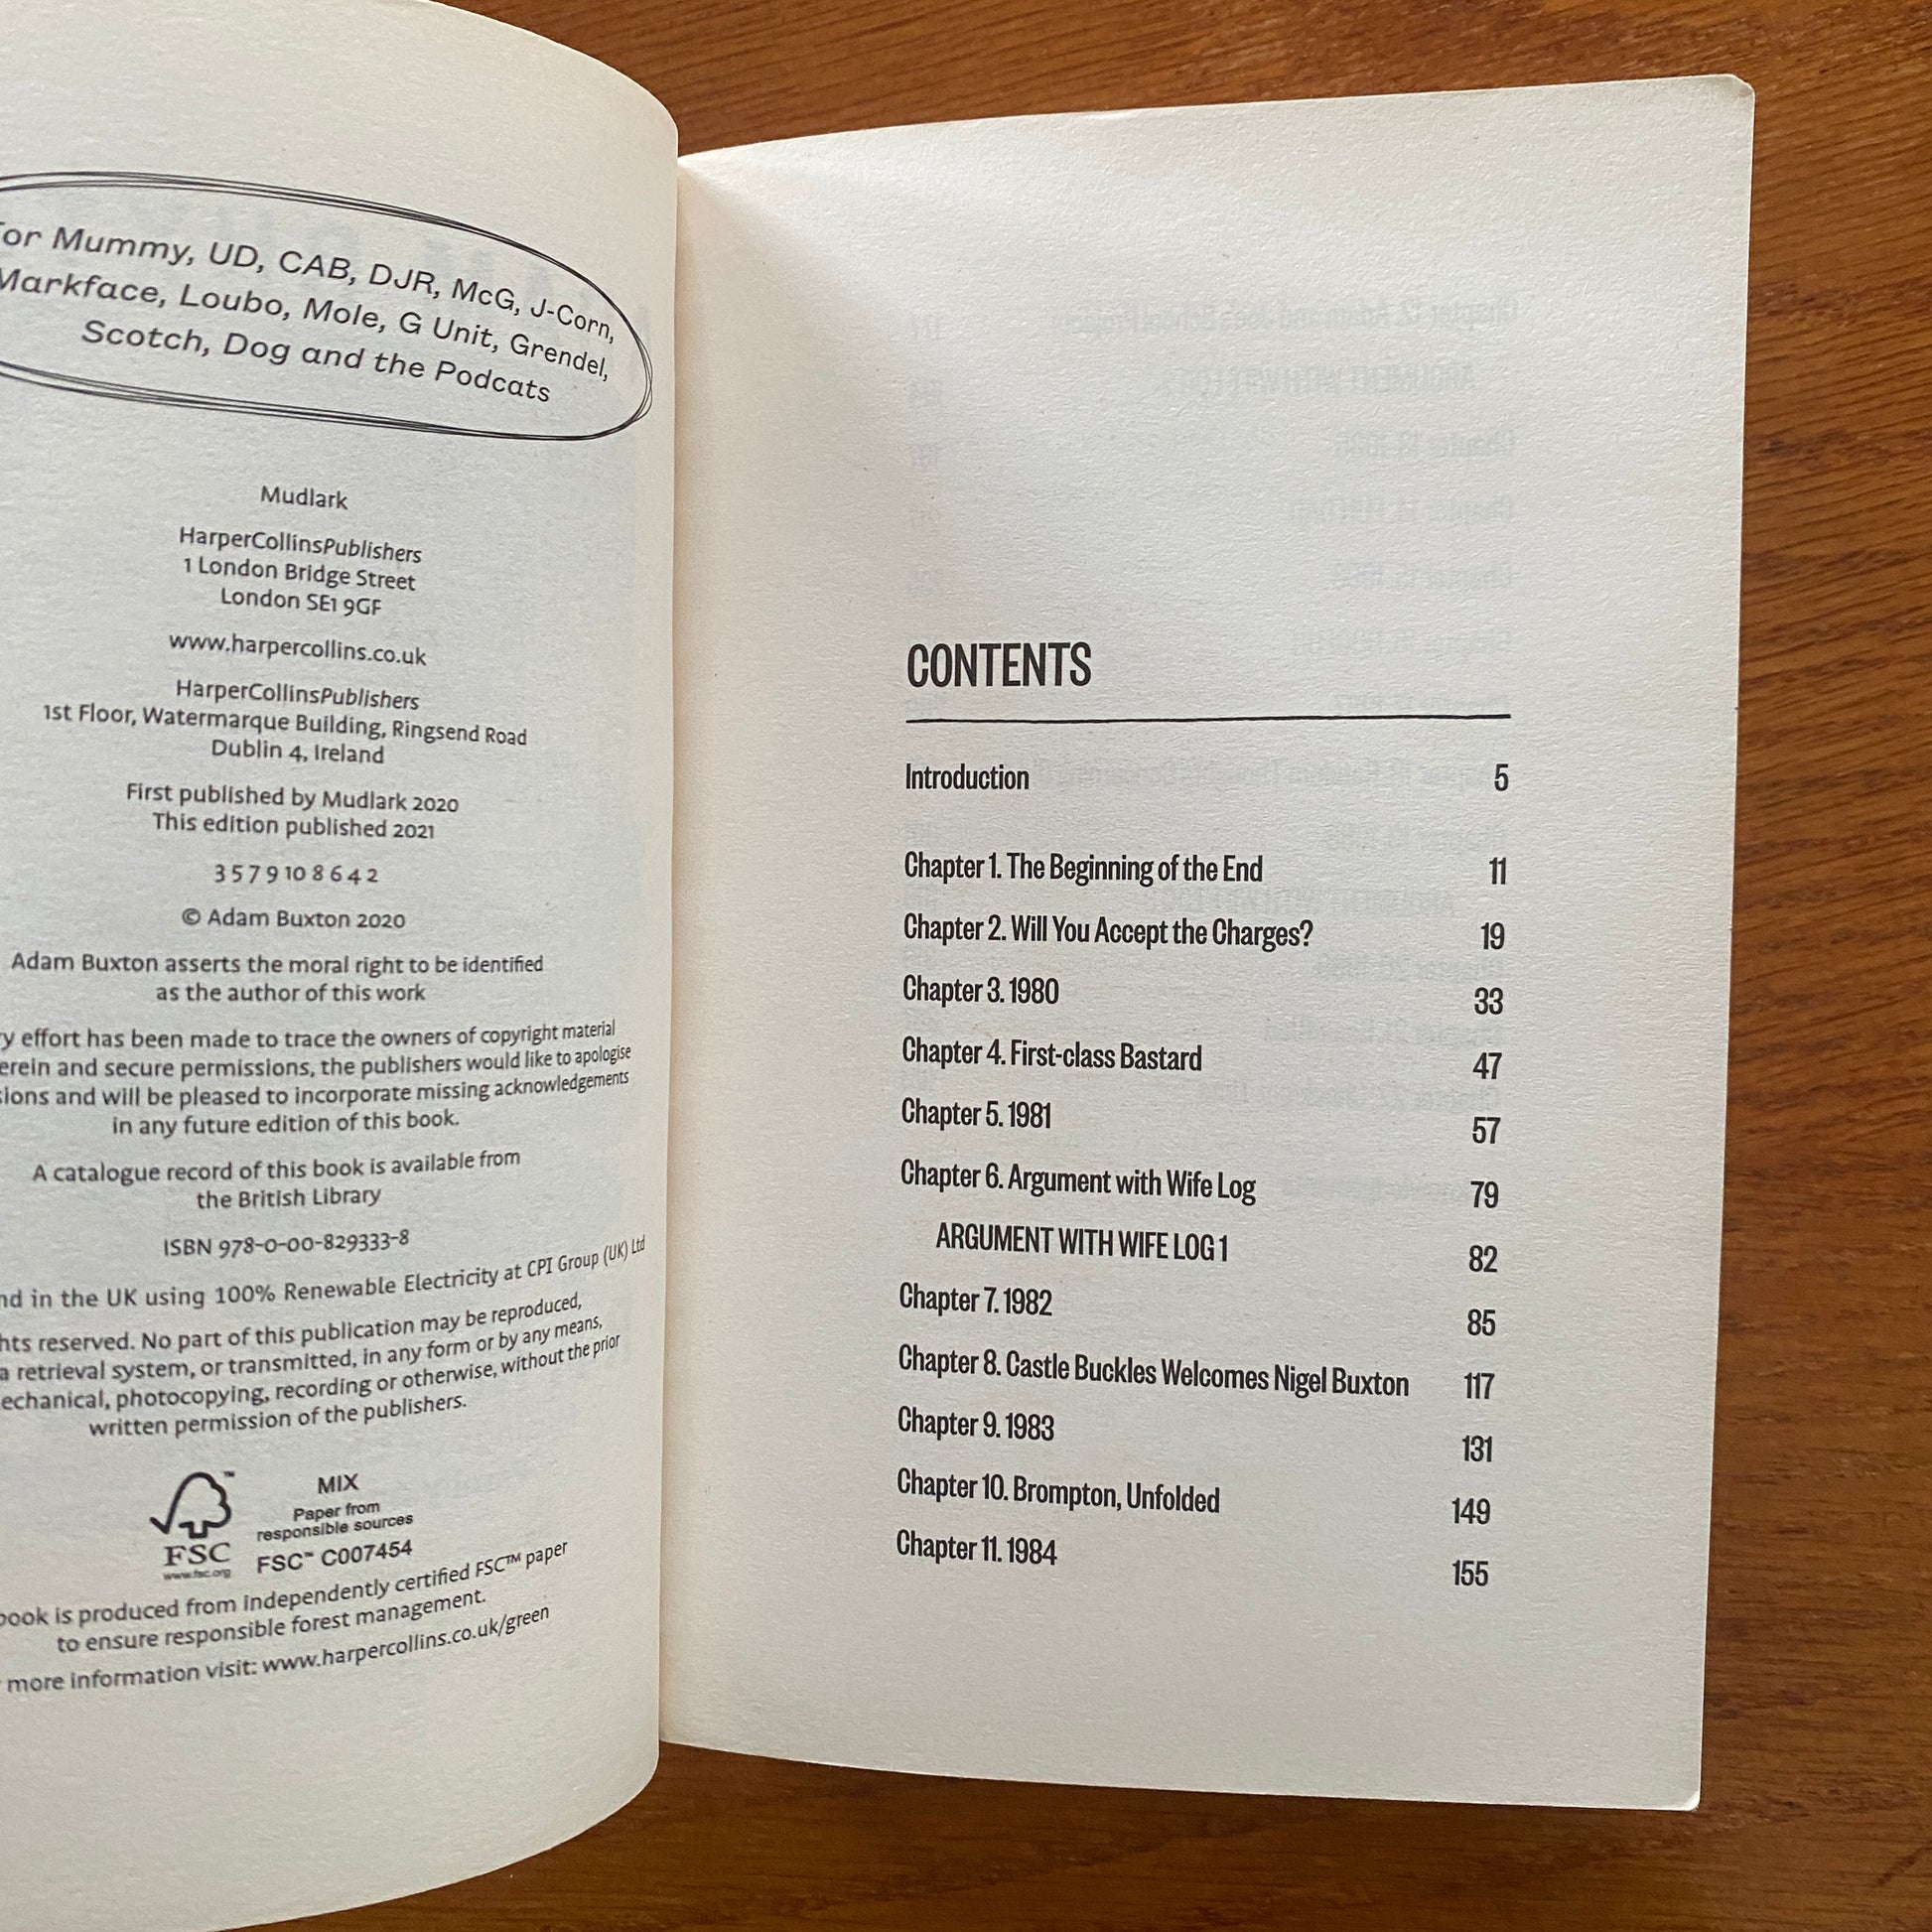 or Mummy, UD, CAB, DJR, McG, J-Corn,
Markface, Loubo, Mole, G Unit, Grendel,
Scotch, Dog and the Podcats
Mudlark
HarperCollinsPublishers
1 London Bridge Street
London SE1 9GF
www.harpercollins.co.uk
HarperCollinsPublishers
1st Floor, Watermarque Building, Ringsend Road
Dublin 4, Ireland
First published by Mudlark 2020
This edition published 2021
3 5 7 9 10 8 6 4 2
© Adam Buxton 2020
Adam Buxton asserts the moral right to be identified
as the author of this work
effort has been made to trace the owners of copyright material
and secure permissions, the publishers would like to apologise
and will be pleased to incorporate missing acknowledgements
in any future edition of this book.
A catalogue record of this book is available from
the British Library
ISBN 978-0-00-829333-8
in the UK using 100% Renewable Electricity at CPI Group (UK) Ltd
reserved. No part of this publication may be reproduced,
a retrieval system, or transmitted, in any form or by any means,
photocopying, recording or otherwise, without the prior
written permission of the publishers.
FSC
www.fsc.org
MIX
Paper from
responsible sources
FSC™ C007454
book is produced from independently certified FSC™ paper
to ensure responsible forest management.
more information visit: www.harpercollins.co.uk/green
CONTENTS
Introduction 5
Chapter 1. The Beginning of the End 11
Chapter 2. Will You Accept the Charges? 19
Chapter 3. 1980 33
Chapter 4. First-class Bastard 47
Chapter 5. 1981 57
Chapter 6. Argument with Wife Log 79
ARGUMENT WITH WIFE LOG 1 82
Chapter 7. 1982 85
Chapter 8. Castle Buckles Welcomes Nigel Buxton 117
Chapter 9. 1983 131
Chapter 10. Brompton, Unfolded 149
Chapter 11. 1984 155